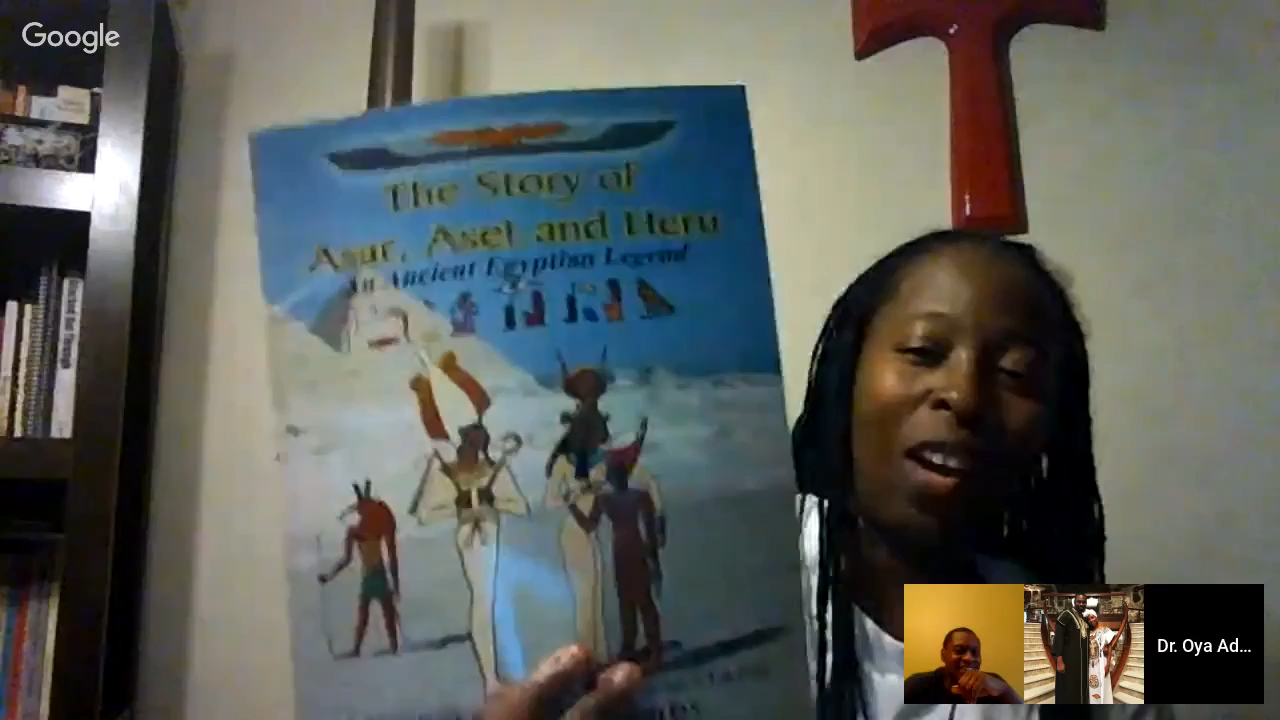 Google
The Story of
Asar, Aset and Heru
An Ancient Egyptian Legend
Dr. Oya Ad...